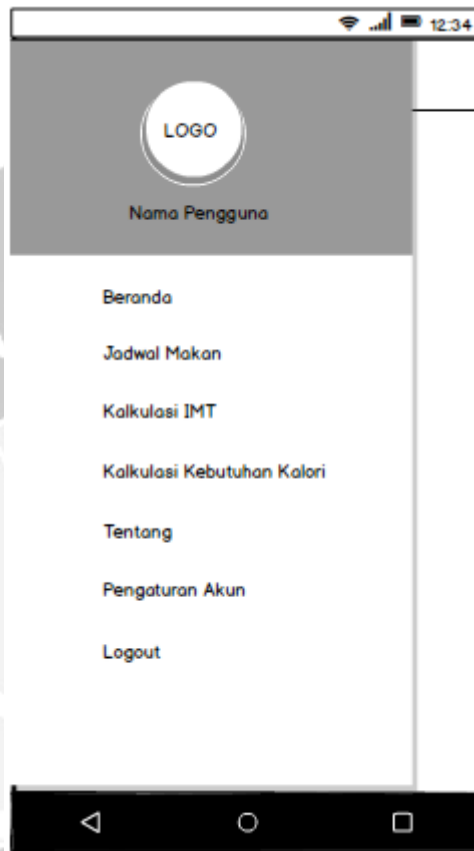 12:34
LOGO
Nama Pengguna
Beranda
Jadwal Makan
Kalkulasi IMT
Kalkulasi Kebutuhan Kalori
Tentang
Pengaturan Akun
Logout